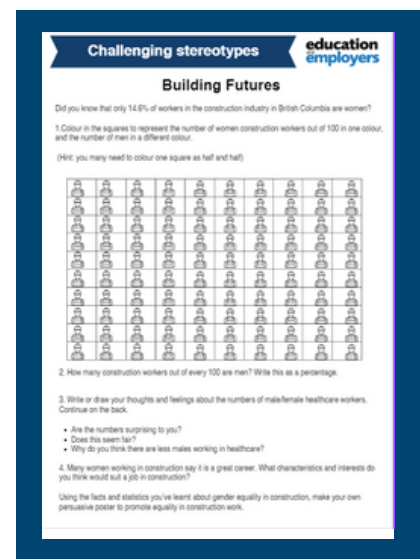 Challenging stereotypes
education
employers
Building Futures
Did you know that only 14.6% of workers in the construction industry in British Columbia are women?
1.Colour in the squares to represent the number of women construction workers out of 100 in one colour,
and the number of men in a different colour.
(Hint: you many need to colour one square as half and half)
2. How many construction workers out of every 100 are men? Write this as a percentage.
3. Write or draw your thoughts and feelings about the numbers of male/female healthcare workers.
Continue on the back.
• Are the numbers surprising to you?
• Does this seem fair?
• Why do you think there are less males working in healthcare?
4. Many women working in construction say it is a great career. What characteristics and interests do
you think would suit a job in construction?
Using the facts and statistics you've learnt about gender equality in construction, make your own
persuasive poster to promote equality in construction work.